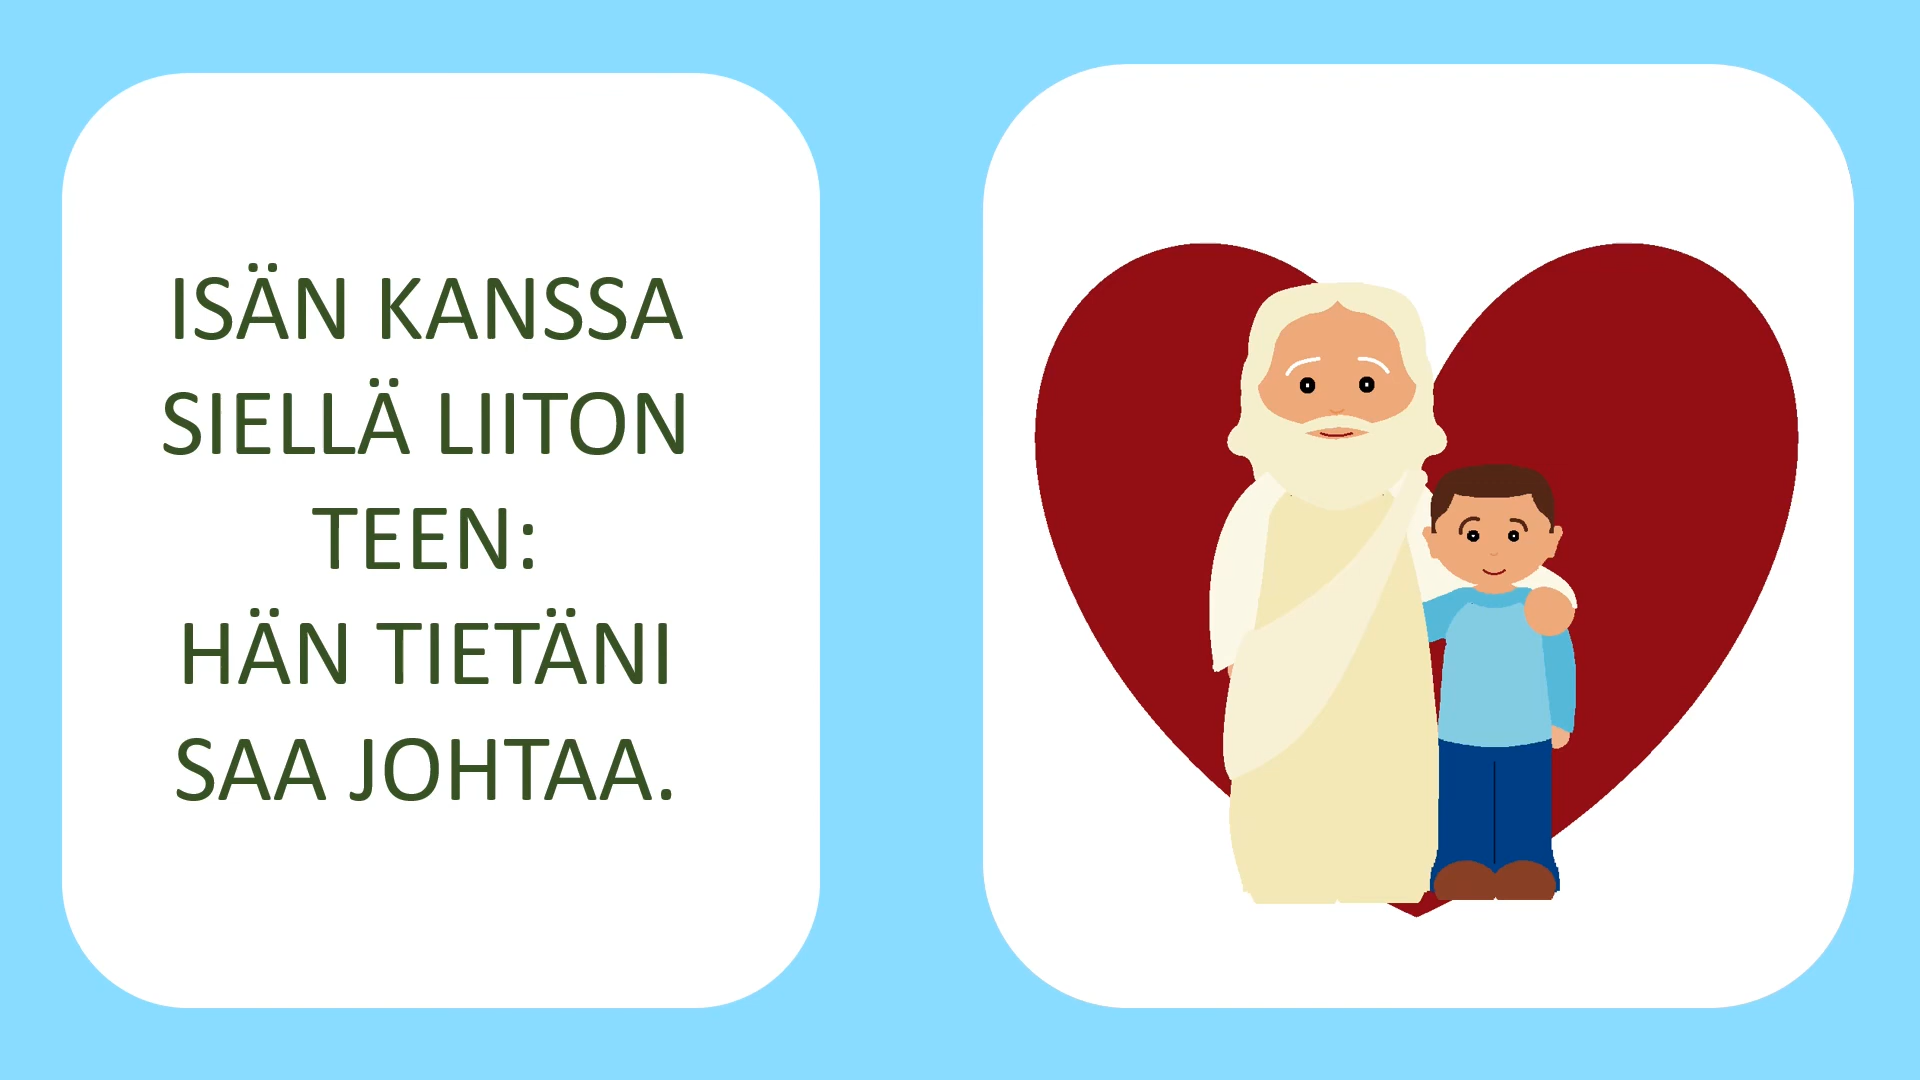 ISÄN KANSSA
SIELLÄ LIITON
TEEN:
HÄN TIETÄNI
SAA JOHTAA.